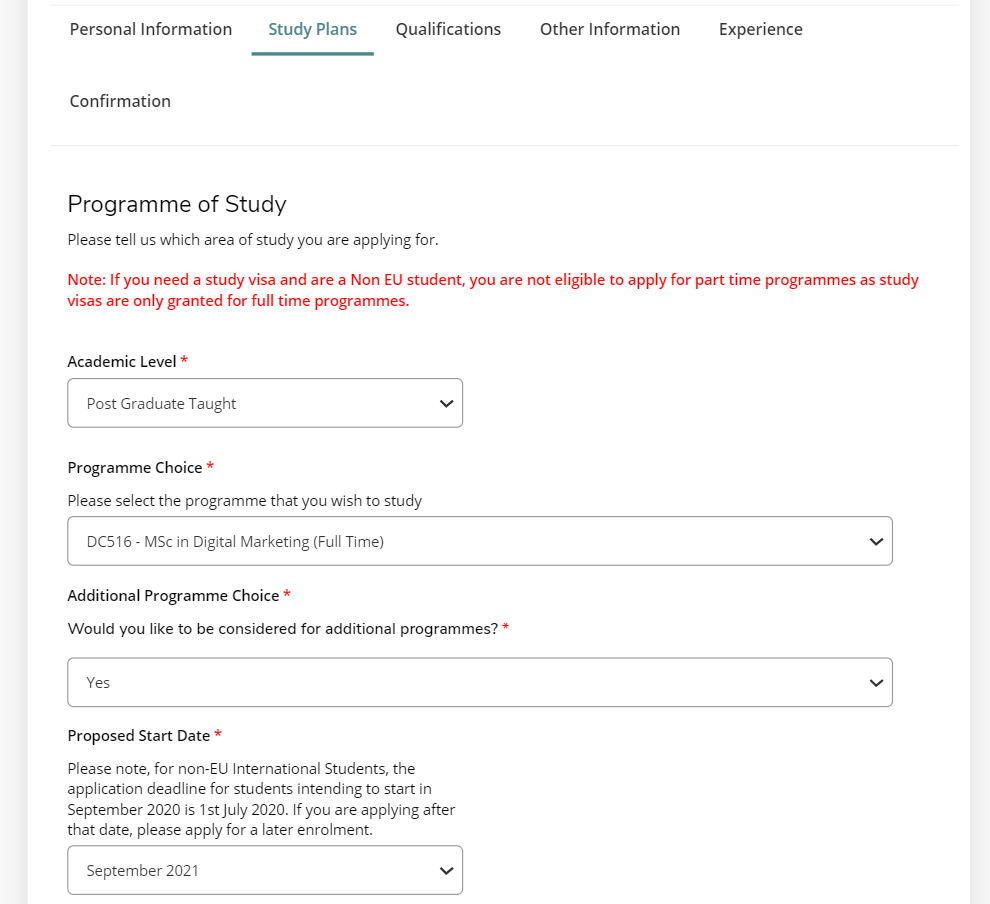 Personal Information Study Plans Qualifications Other Information Experience
Confirmation
Programme of Study
Please tell us which area of study you are applying for.
Note: If you need a study visa and are a Non EU student, you are not eligible to apply for part time programmes as study
visas are only granted for full time programmes.
Academic Level *
Post Graduate Taught
Programme Choice *
Please select the programme that you wish to study
DC516 - MSc in Digital Marketing (Full Time)
Additional Programme Choice *
Would you like to be considered for additional programmes? *
Yes
Proposed Start Date *
Please note, for non-EU International Students, the
application deadline for students intending to start in
September 2020 is 1st July 2020. If you are applying after
that date, please apply for a later enrolment.
September 2021